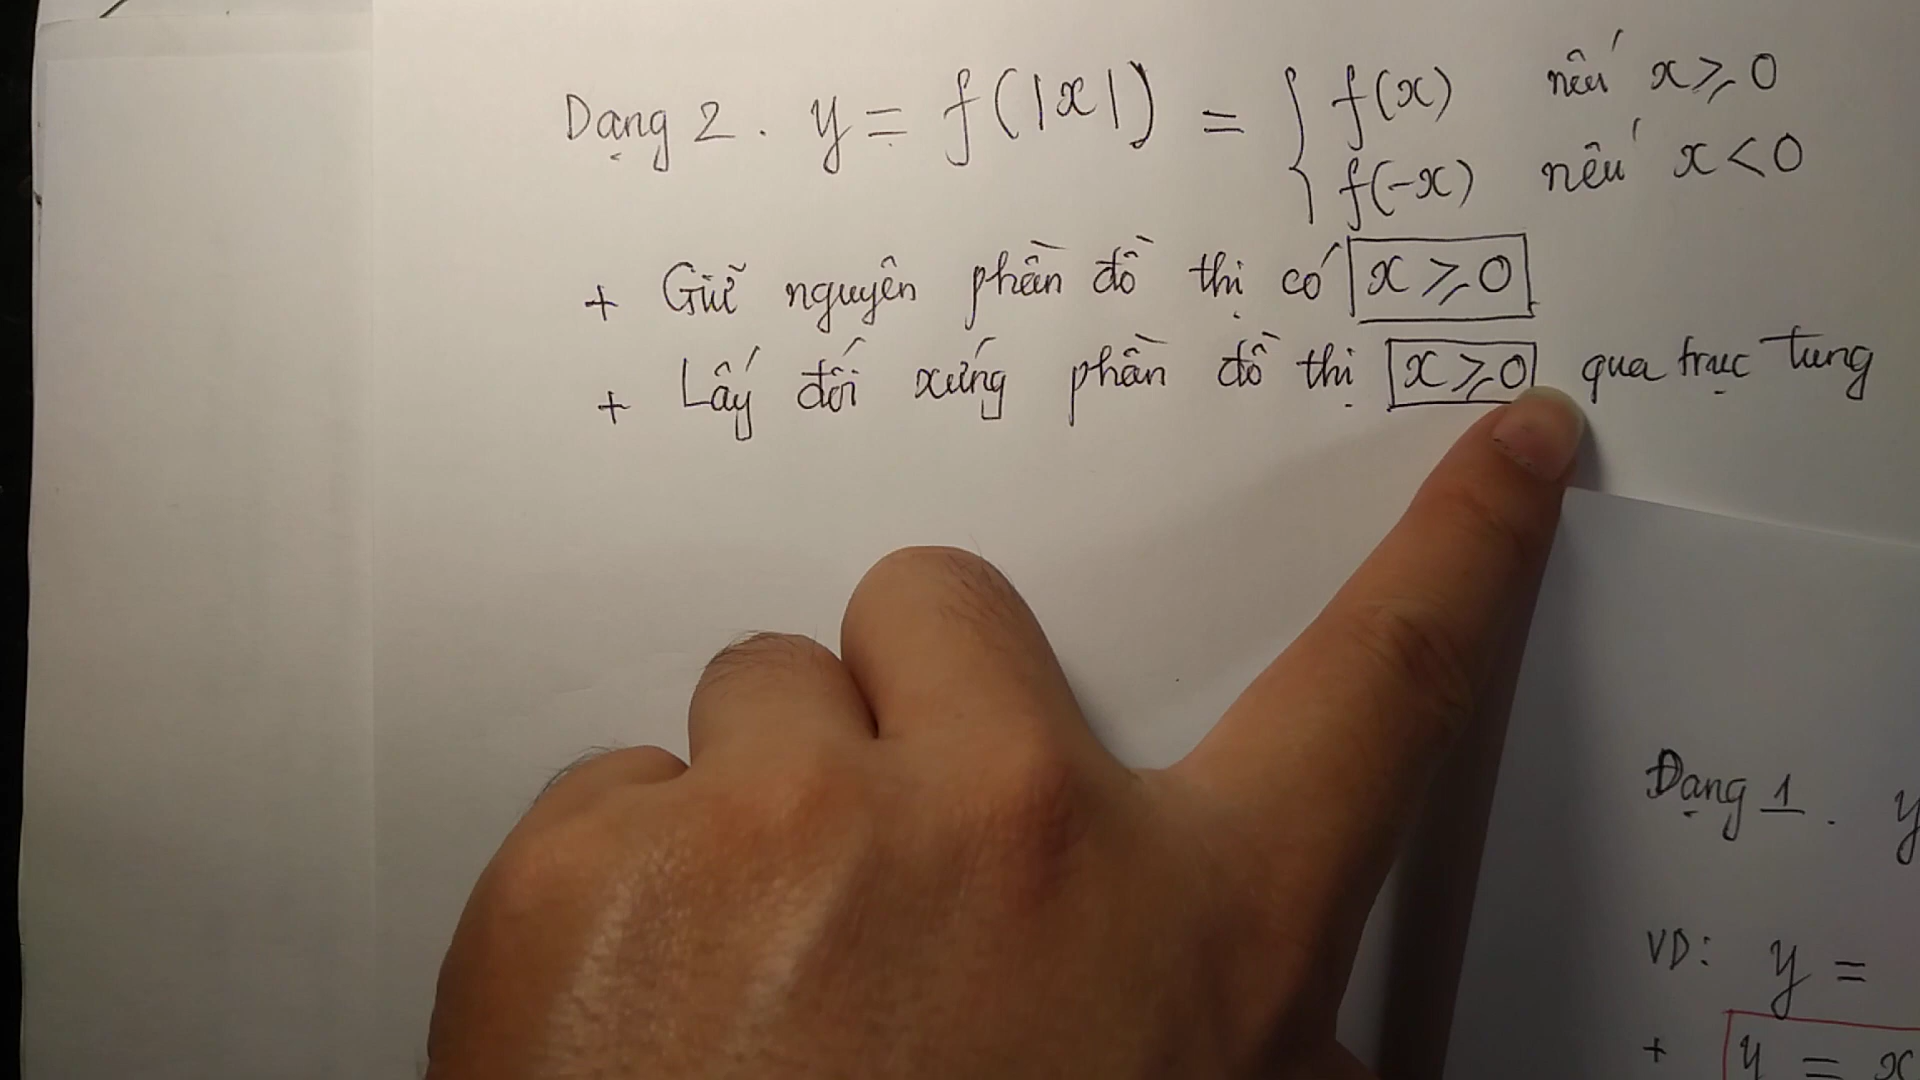 Dạng 2. y = f(|x|) = { f(x) nếu x ≥ 0
f(-x) nếu x < 0
+ Giữ nguyên phần đồ thị có x ≥ 0
+ Lấy đối xứng phần đồ thị x ≥ 0 qua trục tung
Dạng 1. y
VD: y =
+ y = x